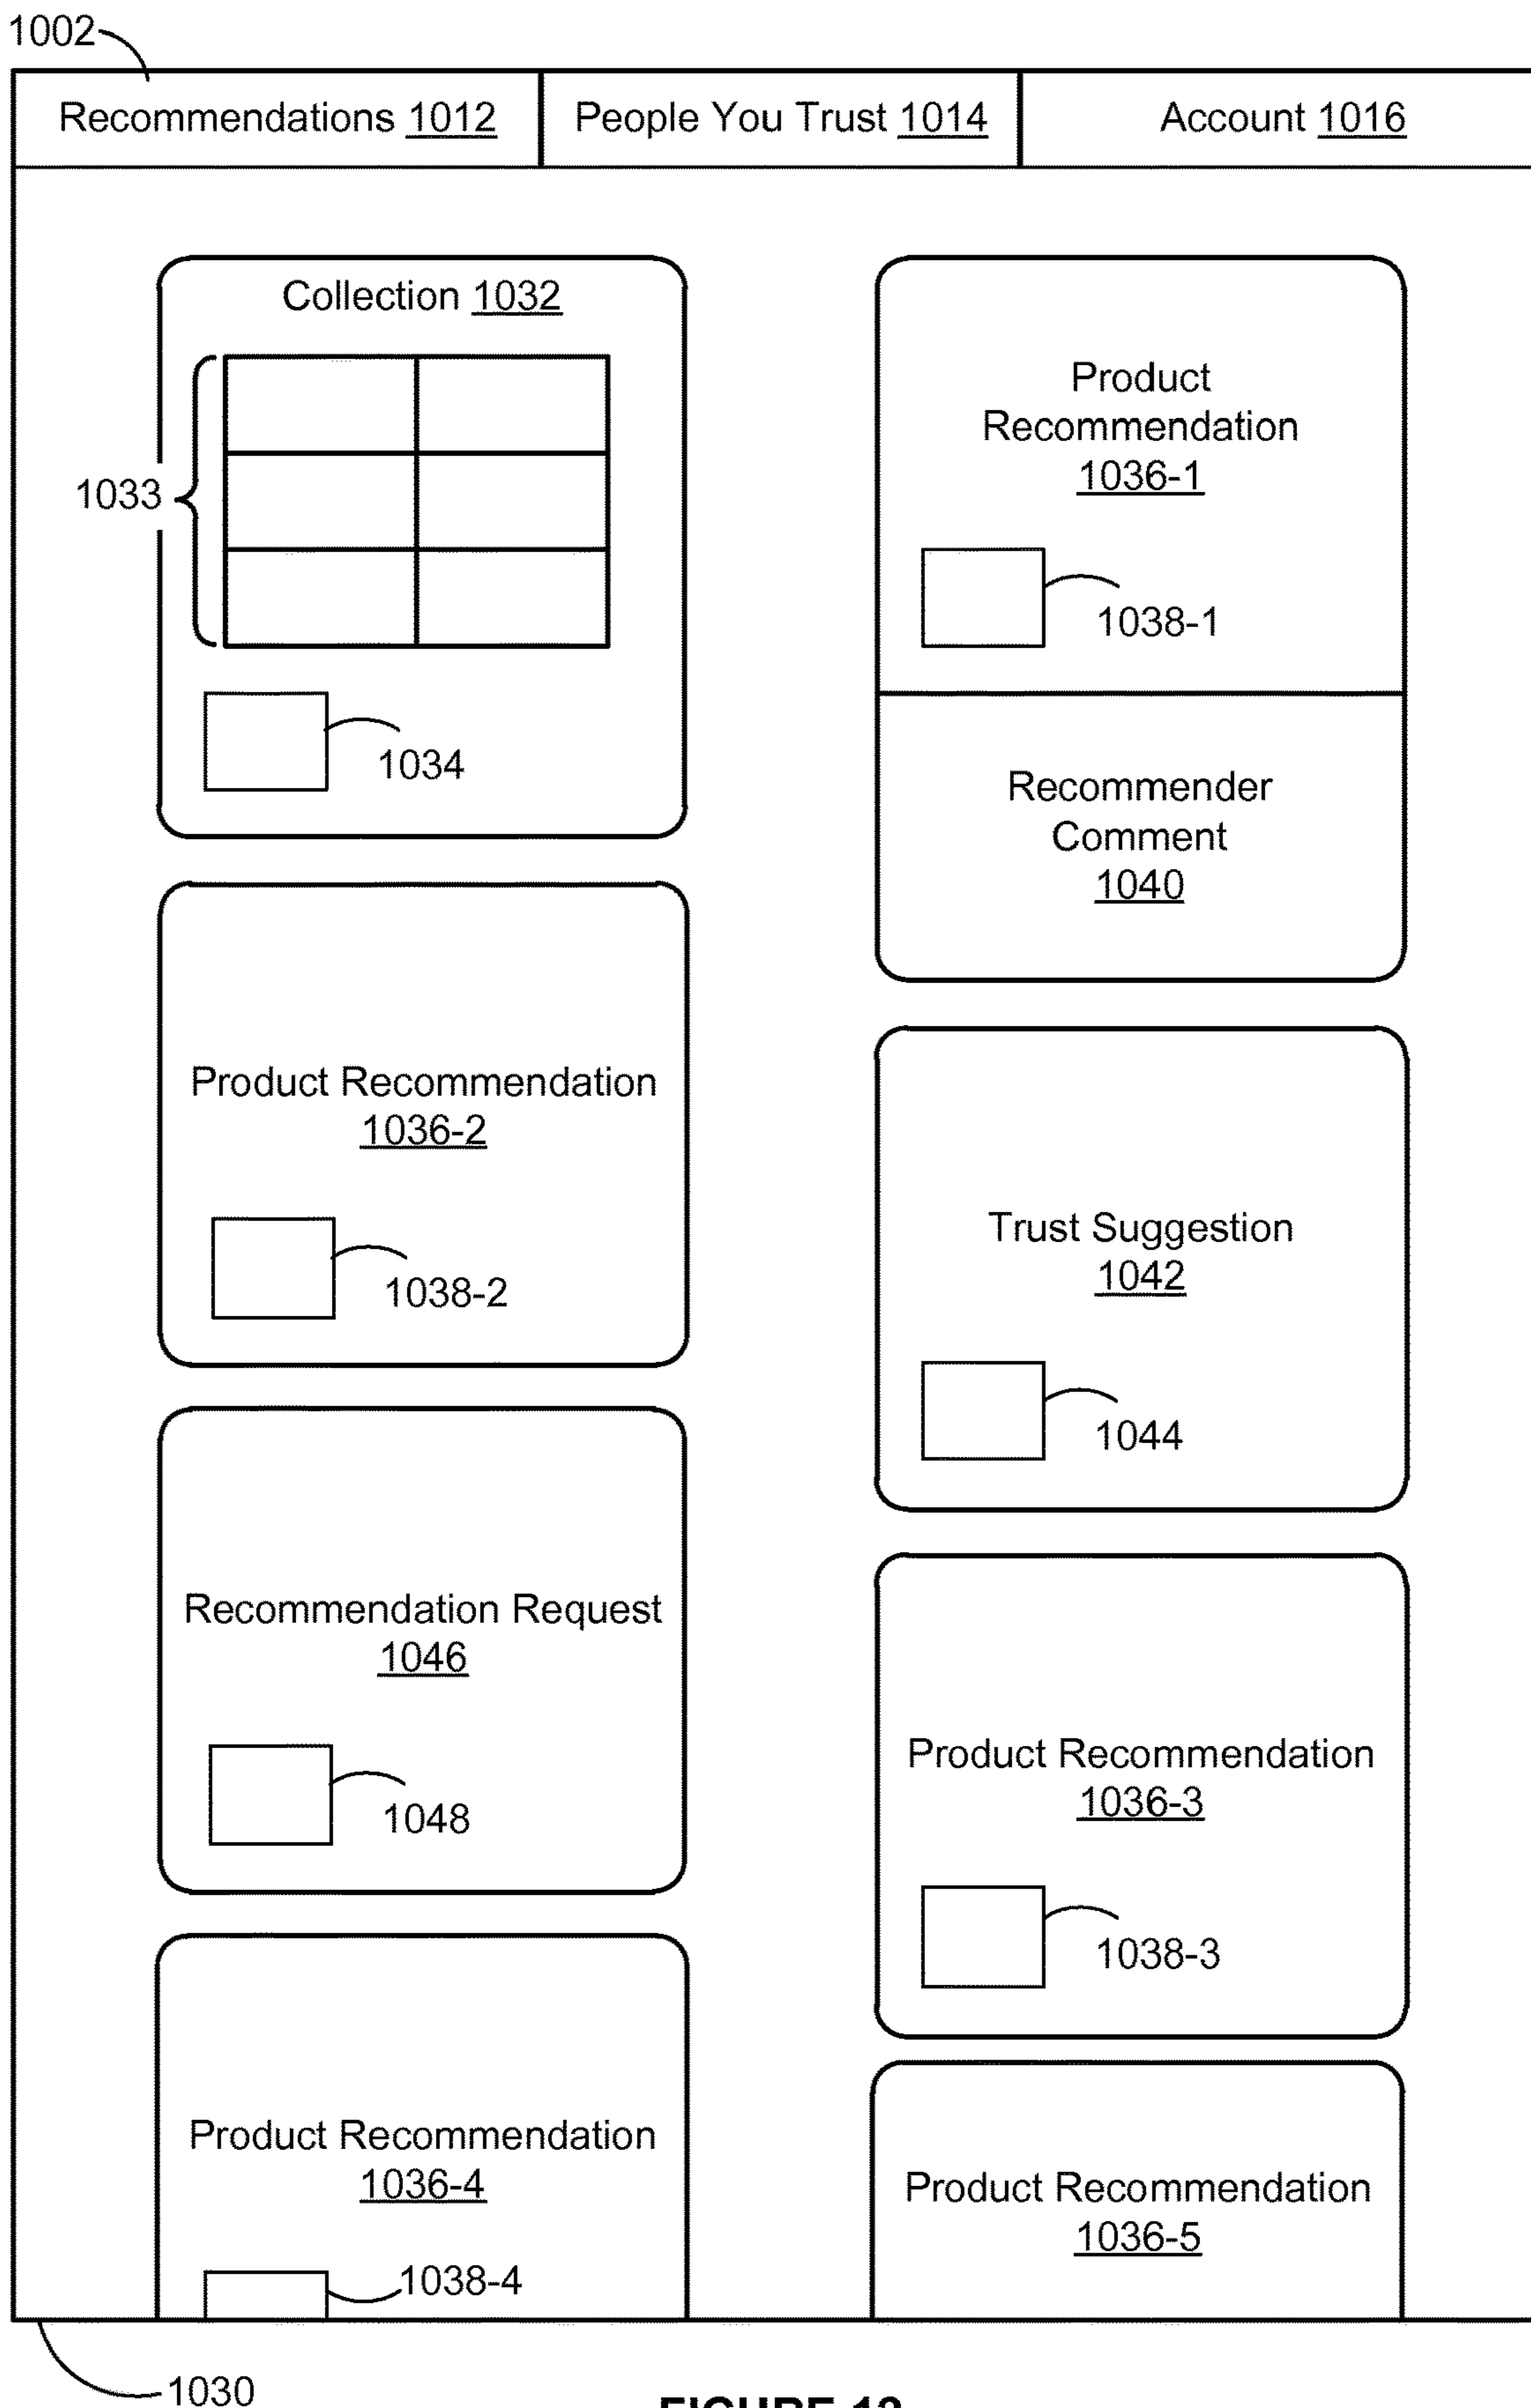 1002
Recommendations 1012
People You Trust 1014
Account 1016
Collection 1032
1033
1034
Product
Recommendation
1036-1
1038-1
Recommender
Comment
1040
Product Recommendation
1036-2
1038-2
Trust Suggestion
1042
1044
Recommendation Request
1046
1048
Product Recommendation
1036-3
1038-3
Product Recommendation
1036-4
1038-4
Product Recommendation
1036-5
1030